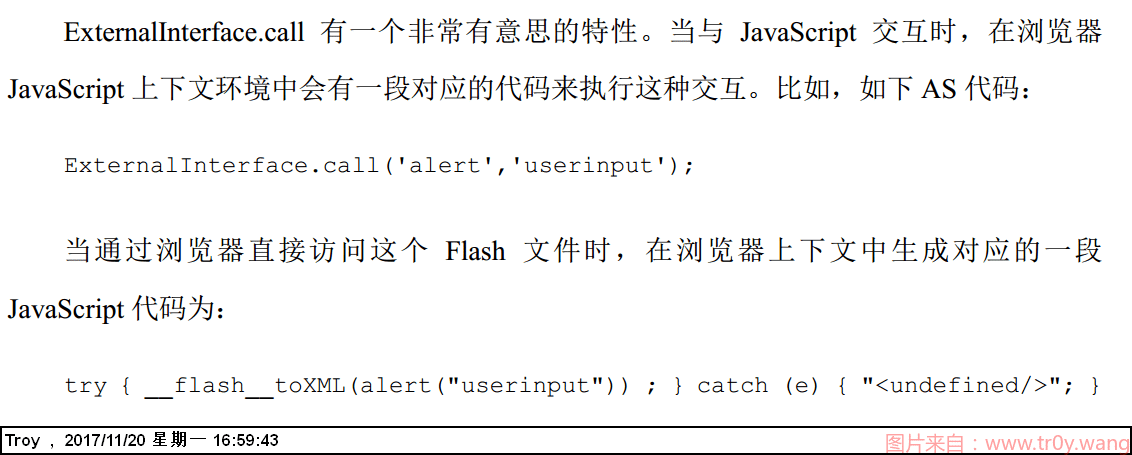 ExternalInterface.call 有一个非常有意思的特性。当与 JavaScript 交互时，在浏览器
JavaScript 上下文环境中会有一段对应的代码来执行这种交互。比如，如下 AS 代码：
ExternalInterface.call('alert','userinput');
当通过浏览器直接访问这个 Flash 文件时，在浏览器上下文中生成对应的一段
JavaScript 代码为：
try { __flash__toXML(alert("userinput")) ; } catch (e) { "<undefined/>"; }
Troy , 2017/11/20 星期一 16:59:43
图片来自：www.tr0y.wang